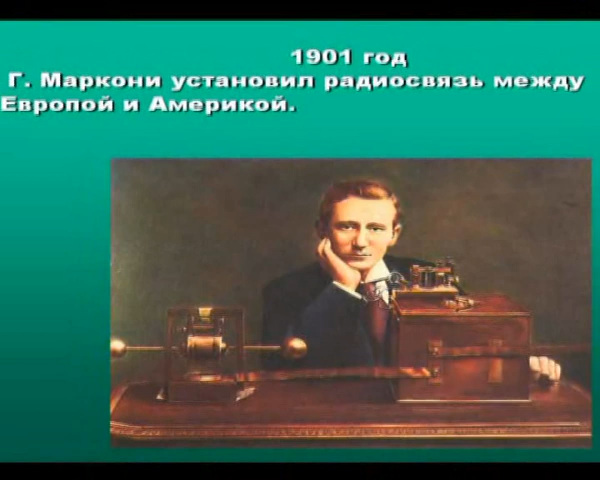 1901 год
Г. Маркони установил радиосвязь между
Европой и Америкой.